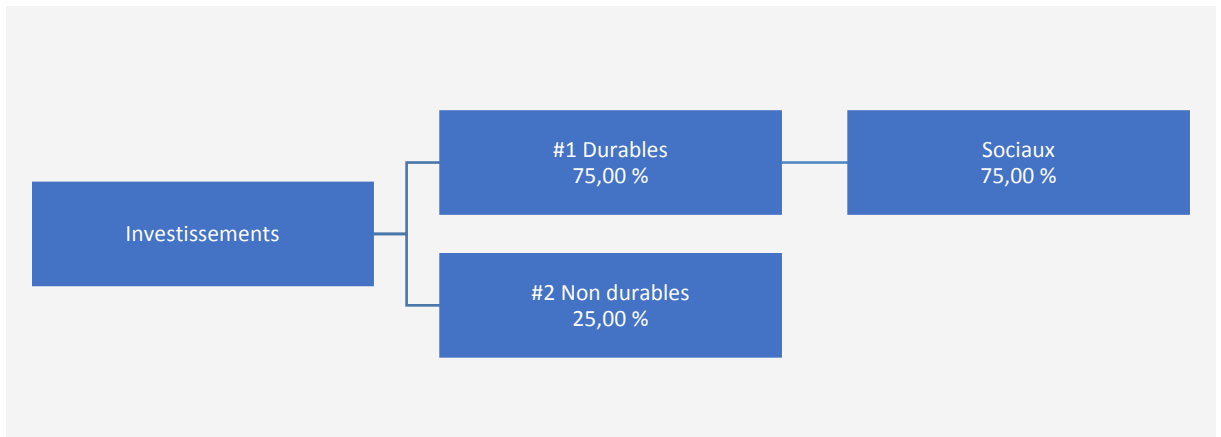 Investissements
#1 Durables
75,00 %
Sociaux
75,00 %
#2 Non durables
25,00 %